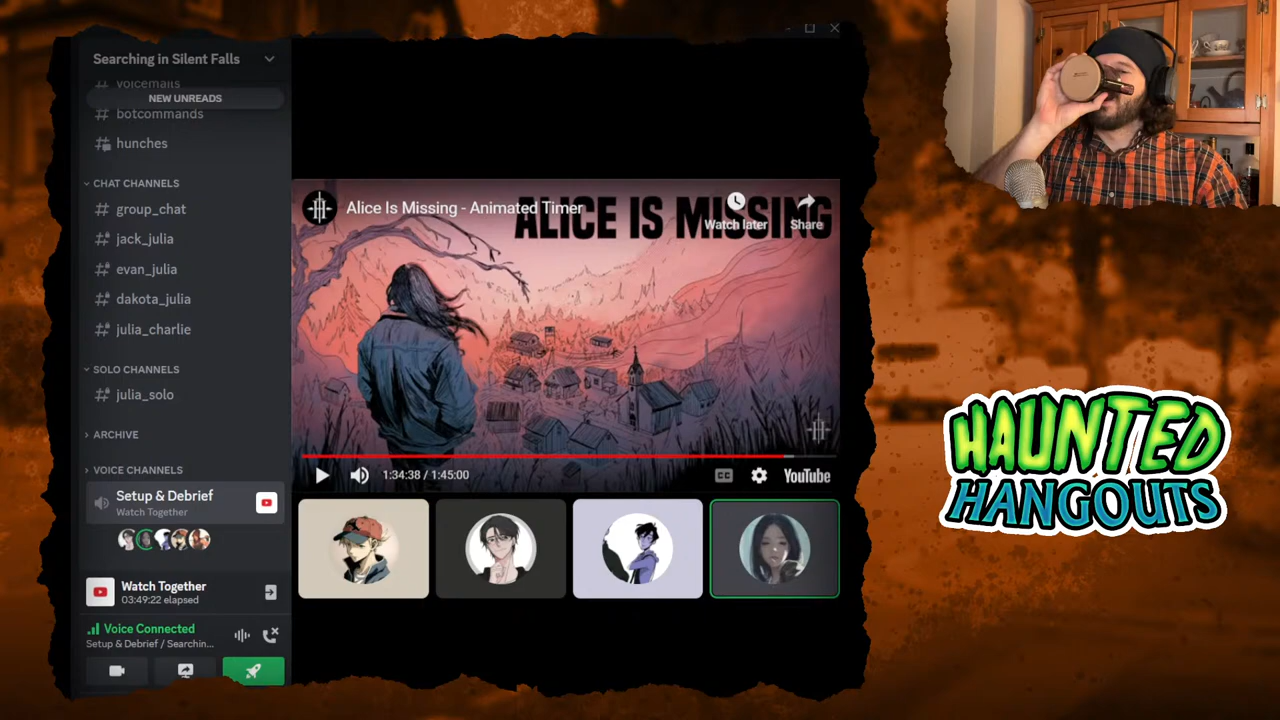 Searching in Silent Falls
voicemails
NEW UNREADS
botcommands
hunches
CHAT CHANNELS
group_chat
jack_julia
evan_julia
dakota_julia
julia_charlie
SOLO CHANNELS
julia_solo
ARCHIVE
VOICE CHANNELS
Setup & Debrief
Watch Together
Watch Together
03:49:22 elapsed
Voice Connected
Setup & Debrief / Searchin...
Alice Is Missing - Animated Timer
ALICE IS MISSING
Watch later
Share
1:34:38 / 1:45:00
CC
YouTube
HAUNTED
HANGOUTS